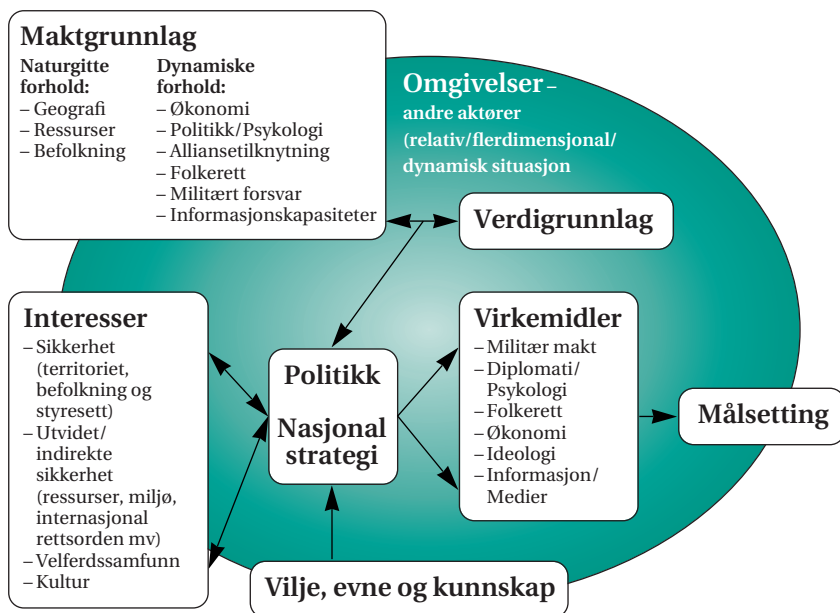 Maktgrunnlag
Naturgitte
forhold:
– Geografi
– Ressurser
– Befolkning
Dynamiske
forhold:
– Økonomi
– Politikk/Psykologi
– Alliansetilknytning
– Folkerett
– Militært forsvar
– Informasjonskapasiteter
Omgivelser –
andre aktører
(relativ/flerdimensjonal/
dynamisk situasjon
Verdigrunnlag
Interesser
– Sikkerhet
(territoriet,
befolkning og
styresett)
– Utvidet/
indirekte
sikkerhet
(ressurser, miljø,
internasjonal
rettsorden mv)
– Velferdssamfunn
– Kultur
Politikk
Nasjonal
strategi
Virkemidler
– Militær makt
– Diplomati/
Psykologi
– Folkerett
– Økonomi
– Ideologi
– Informasjon/
Medier
Målsetting
Vilje, evne og kunnskap